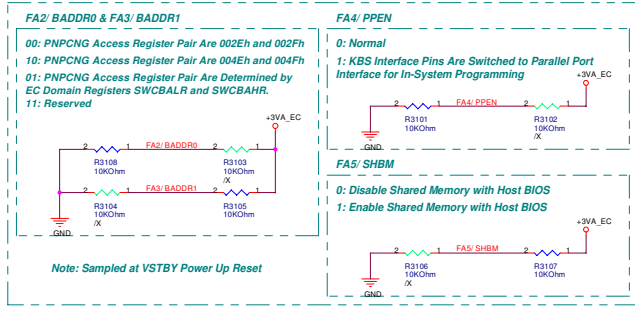 FA2/ BADDR0 & FA3/ BADDR1
00: PNPCNG Access Register Pair Are 002Eh and 002Fh
10: PNPCNG Access Register Pair Are 004Eh and 004Fh
01: PNPCNG Access Register Pair Are Determined by
EC Domain Registers SWCBALR and SWCBAHR.
11: Reserved
+3VA_EC
2 1 FA2/ BADDR0 2 1
R3108
10KOhm
R3103
10KOhm
/X
2 1 FA3/ BADDR1 2 1
R3104
10KOhm
/X
R3105
10KOhm
GND
Note: Sampled at VSTBY Power Up Reset
FA4/ PPEN
0: Normal
1: KBS Interface Pins Are Switched to Parallel Port
Interface for In-System Programming
+3VA_EC
2 1 FA4/ PPEN 2 1
R3101
10KOhm
R3102
10KOhm
/X
GND
FA5/ SHBM
0: Disable Shared Memory with Host BIOS
1: Enable Shared Memory with Host BIOS
+3VA_EC
2 1 FA5/ SHBM 2 1
R3106
10KOhm
/X
R3107
10KOhm
GND